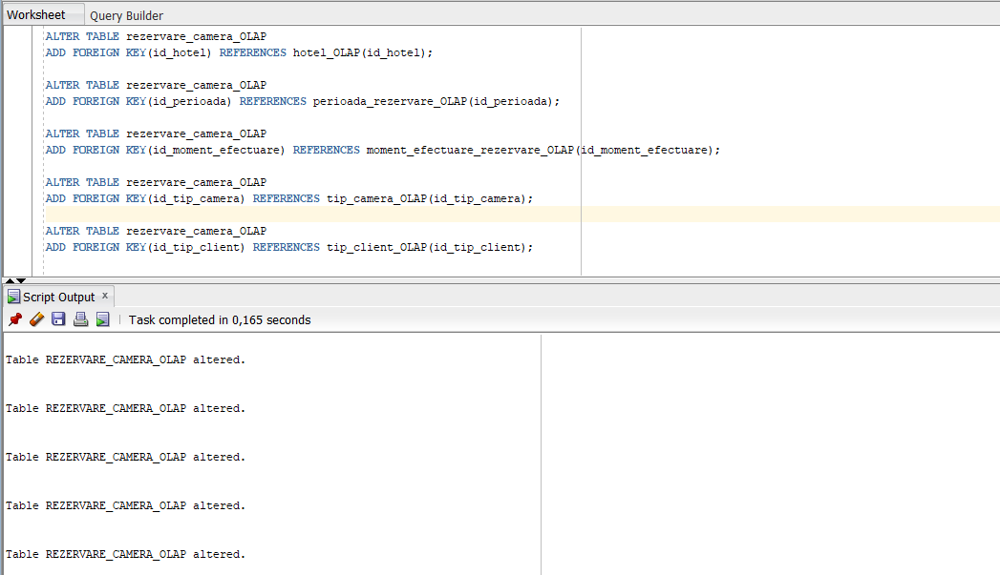 Worksheet Query Builder
ALTER TABLE rezervare_camera_OLAP
ADD FOREIGN KEY(id_hotel) REFERENCES hotel_OLAP(id_hotel);
ALTER TABLE rezervare_camera_OLAP
ADD FOREIGN KEY(id_perioada) REFERENCES perioada_rezervare_OLAP(id_perioada);
ALTER TABLE rezervare_camera_OLAP
ADD FOREIGN KEY(id_moment_efectuare) REFERENCES moment_efectuare_rezervare_OLAP(id_moment_efectuare);
ALTER TABLE rezervare_camera_OLAP
ADD FOREIGN KEY(id_tip_camera) REFERENCES tip_camera_OLAP(id_tip_camera);
ALTER TABLE rezervare_camera_OLAP
ADD FOREIGN KEY(id_tip_client) REFERENCES tip_client_OLAP(id_tip_client);
Script Output x
Task completed in 0,165 seconds
Table REZERVARE_CAMERA_OLAP altered.
Table REZERVARE_CAMERA_OLAP altered.
Table REZERVARE_CAMERA_OLAP altered.
Table REZERVARE_CAMERA_OLAP altered.
Table REZERVARE_CAMERA_OLAP altered.